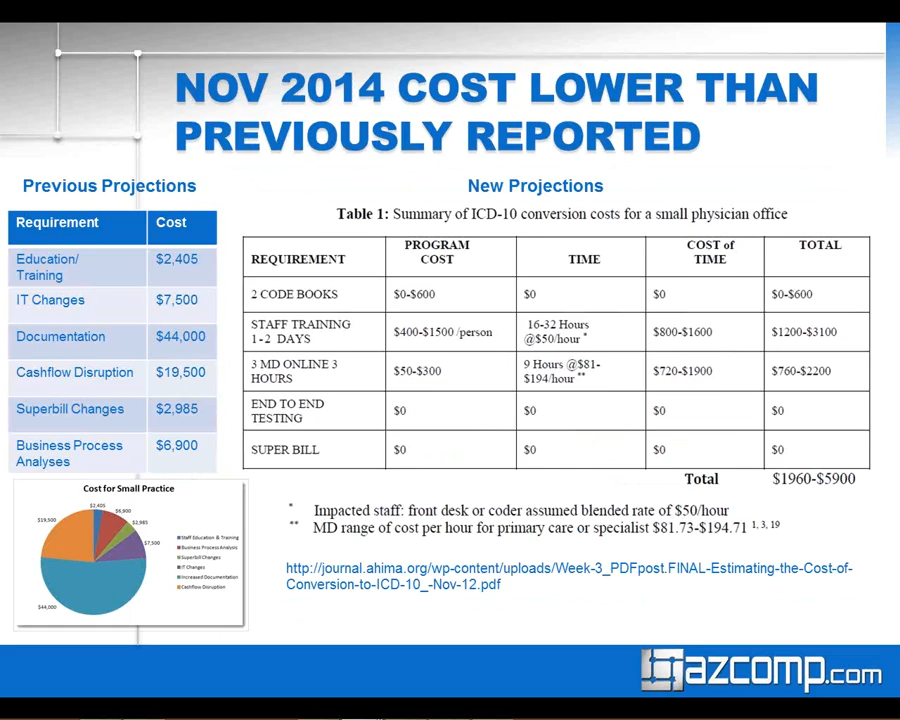 NOV 2014 COST LOWER THAN
PREVIOUSLY REPORTED
Previous Projections
Requirement Cost
Education/ $2,405
Training
IT Changes $7,500
Documentation $44,000
Cashflow Disruption $19,500
Superbill Changes $2,985
Business Process $6,900
Analyses
Cost for Small Practice
$2,405
$6,900
$2,985
$7,500
$44,000
$19,500
Staff Education & Training
Business Process Analysis
Superbill Changes
IT Changes
Increased Documentation
Cashflow Disruption
New Projections
Table 1: Summary of ICD-10 conversion costs for a small physician office
REQUIREMENT PROGRAM COST TIME COST of TIME TOTAL
2 CODE BOOKS $0-$600 $0 $0 $0-$600
STAFF TRAINING $400-$1500 /person 16-32 Hours $800-$1600 $1200-$3100
1-2 DAYS @$50/hour *
3 MD ONLINE 3 $50-$300 9 Hours @$81- $720-$1900 $760-$2200
HOURS $194/hour **
END TO END $0 $0 $0 $0
TESTING
SUPER BILL $0 $0 $0 $0
Total $1960-$5900
* Impacted staff: front desk or coder assumed blended rate of $50/hour
** MD range of cost per hour for primary care or specialist $81.73-$194.71 1, 3, 19
http://journal.ahima.org/wp-content/uploads/Week-3_PDFpost.FINAL-Estimating-the-Cost-of-
Conversion-to-ICD-10_-Nov-12.pdf
azcomp.com